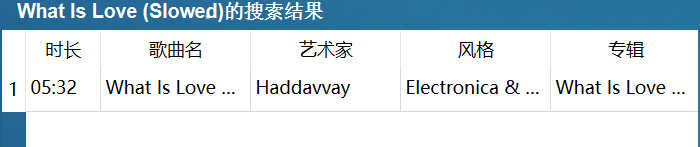 What Is Love (Slowed)的搜索结果
时长 歌曲名 艺术家 风格 专辑
1 05:32 What Is Love ... Haddavvay Electronica & ... What Is Love ...